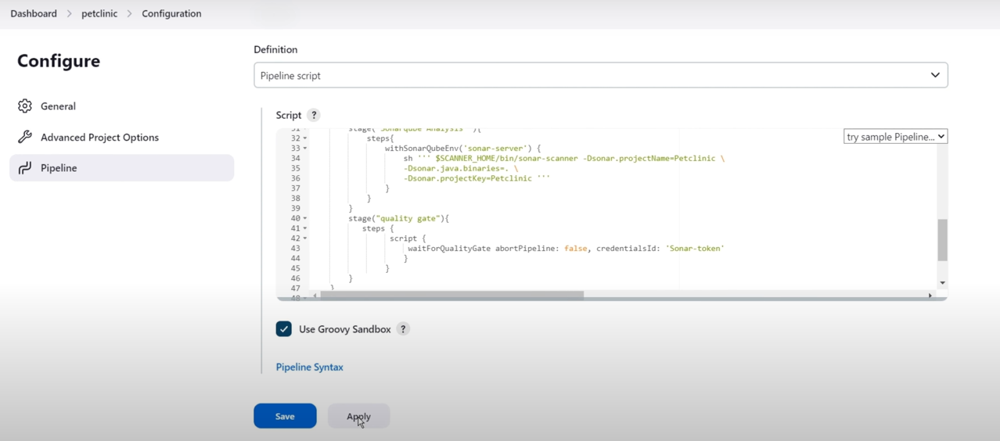 Dashboard > petclinic > Configuration
Configure
General
Advanced Project Options
Pipeline
Definition
Pipeline script
Script ?
try sample Pipeline...
31 stage("Sonarqube Analysis "){
32 steps{
33 withSonarQubeEnv('sonar-server') {
34 sh ''' $SCANNER_HOME/bin/sonar-scanner -Dsonar.projectName=Petclinic \
35 -Dsonar.java.binaries=. \
36 -Dsonar.projectKey=Petclinic '''
37 }
38 }
39 }
40 stage("quality gate"){
41 steps {
42 script {
43 waitForQualityGate abortPipeline: false, credentialsId: 'Sonar-token'
44 }
45 }
46 }
47 }
48
Use Groovy Sandbox ?
Pipeline Syntax
Save
Apply